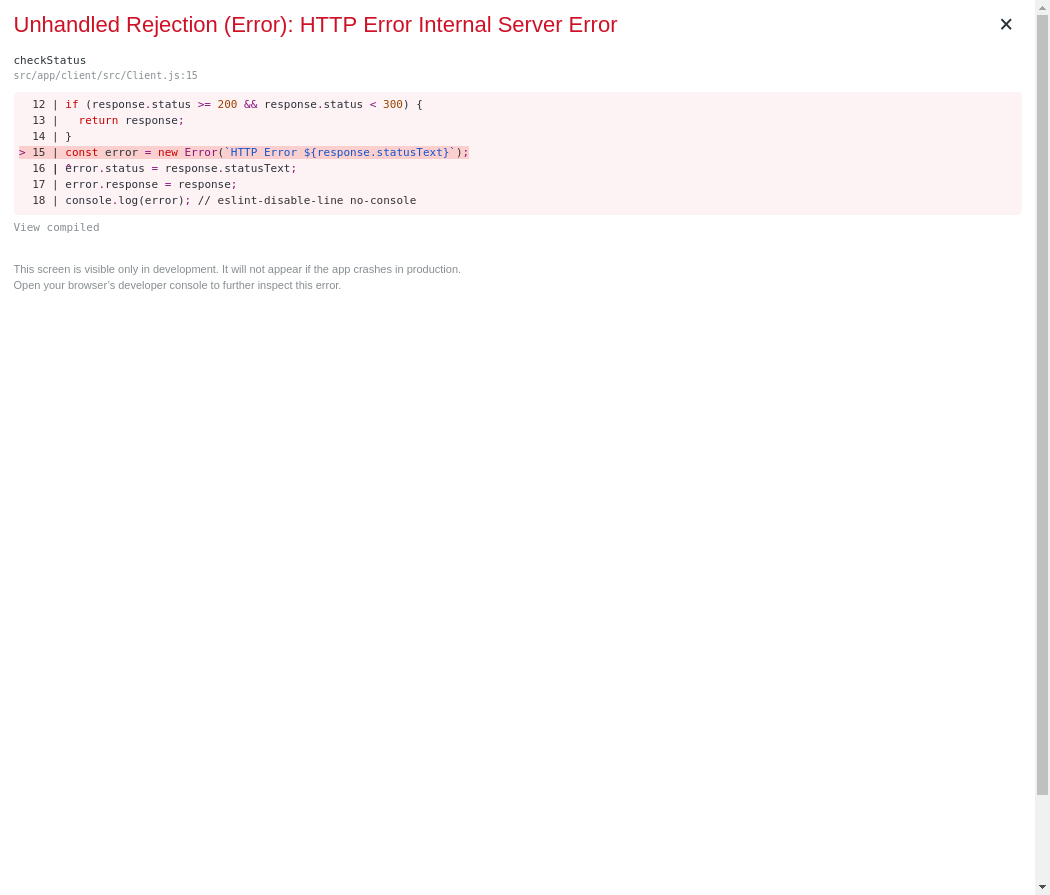 Unhandled Rejection (Error): HTTP Error Internal Server Error
×
checkStatus
src/app/client/src/Client.js:15
  12 | if (response.status >= 200 && response.status < 300) {
  13 |   return response;
  14 | }
> 15 | const error = new Error(`HTTP Error ${response.statusText}`);
  16 | error.status = response.statusText;
  17 | error.response = response;
  18 | console.log(error); // eslint-disable-line no-console
View compiled
This screen is visible only in development. It will not appear if the app crashes in production.
Open your browser’s developer console to further inspect this error.